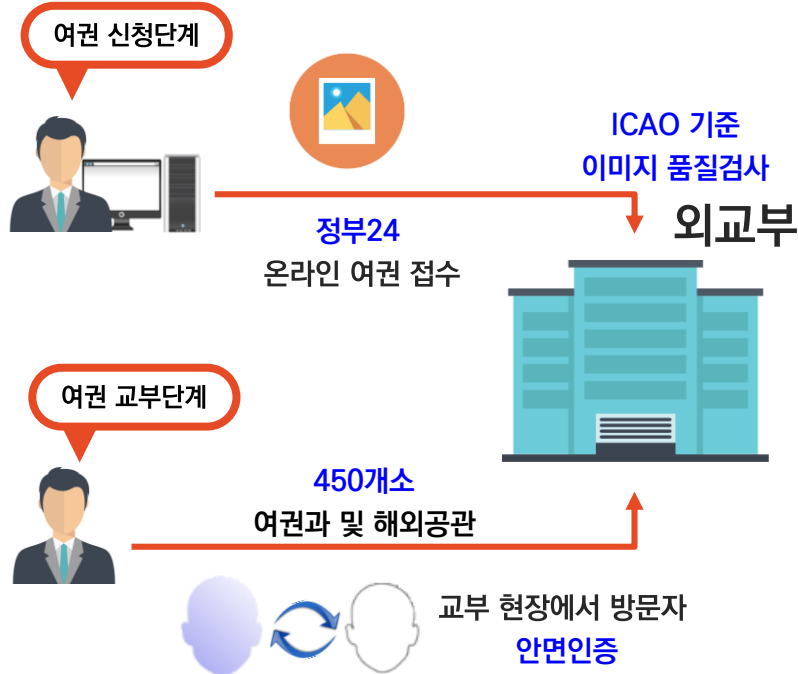 여권 신청단계
ICAO 기준
이미지 품질검사
외교부
정부24
온라인 여권 접수
여권 교부단계
450개소
여권과 및 해외공관
교부 현장에서 방문자
안면인증